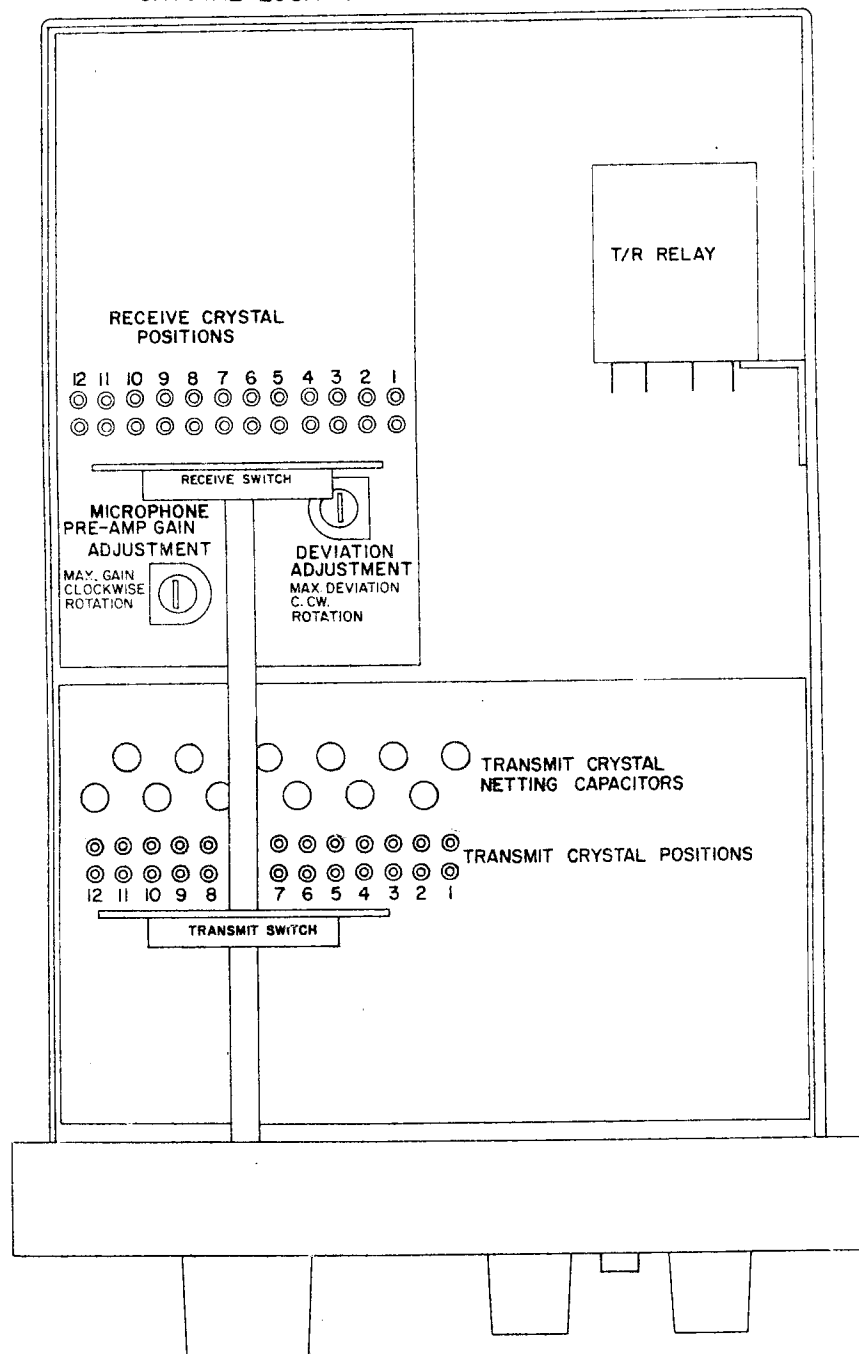 T/R RELAY
RECEIVE CRYSTAL
POSITIONS
12 11 10 9 8 7 6 5 4 3 2 1
RECEIVE SWITCH
MICROPHONE
PRE-AMP GAIN
ADJUSTMENT
MAX. GAIN
CLOCKWISE
ROTATION
DEVIATION
ADJUSTMENT
MAX. DEVIATION
C. CW.
ROTATION
TRANSMIT CRYSTAL
NETTING CAPACITORS
TRANSMIT CRYSTAL POSITIONS
12 11 10 9 8 7 6 5 4 3 2 1
TRANSMIT SWITCH